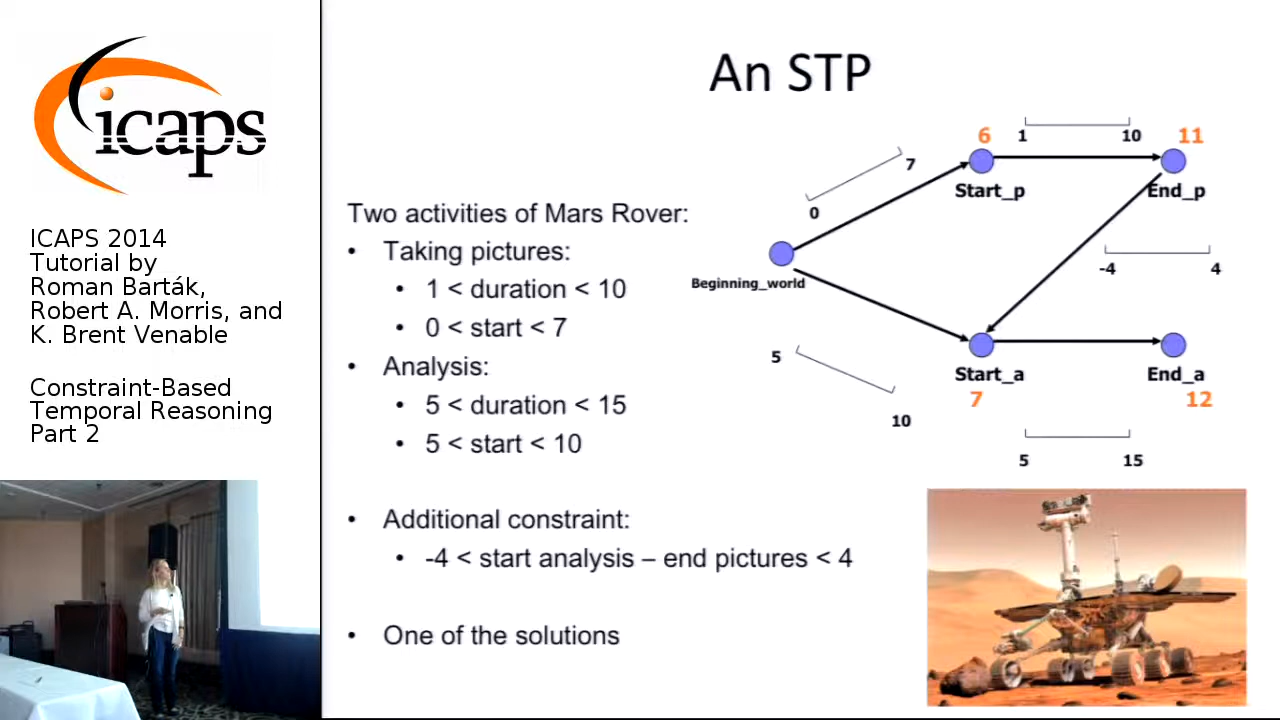 icaps
ICAPS 2014
Tutorial by
Roman Barták,
Robert A. Morris, and
K. Brent Venable
Constraint-Based
Temporal Reasoning
Part 2
An STP
Two activities of Mars Rover:
• Taking pictures:
• 1 < duration < 10
• 0 < start < 7
• Analysis:
• 5 < duration < 15
• 5 < start < 10
• Additional constraint:
• -4 < start analysis – end pictures < 4
• One of the solutions
6 1 10 11
Start_p End_p
7
0
Beginning_world
-4 4
5
10
Start_a End_a
7 12
5 15